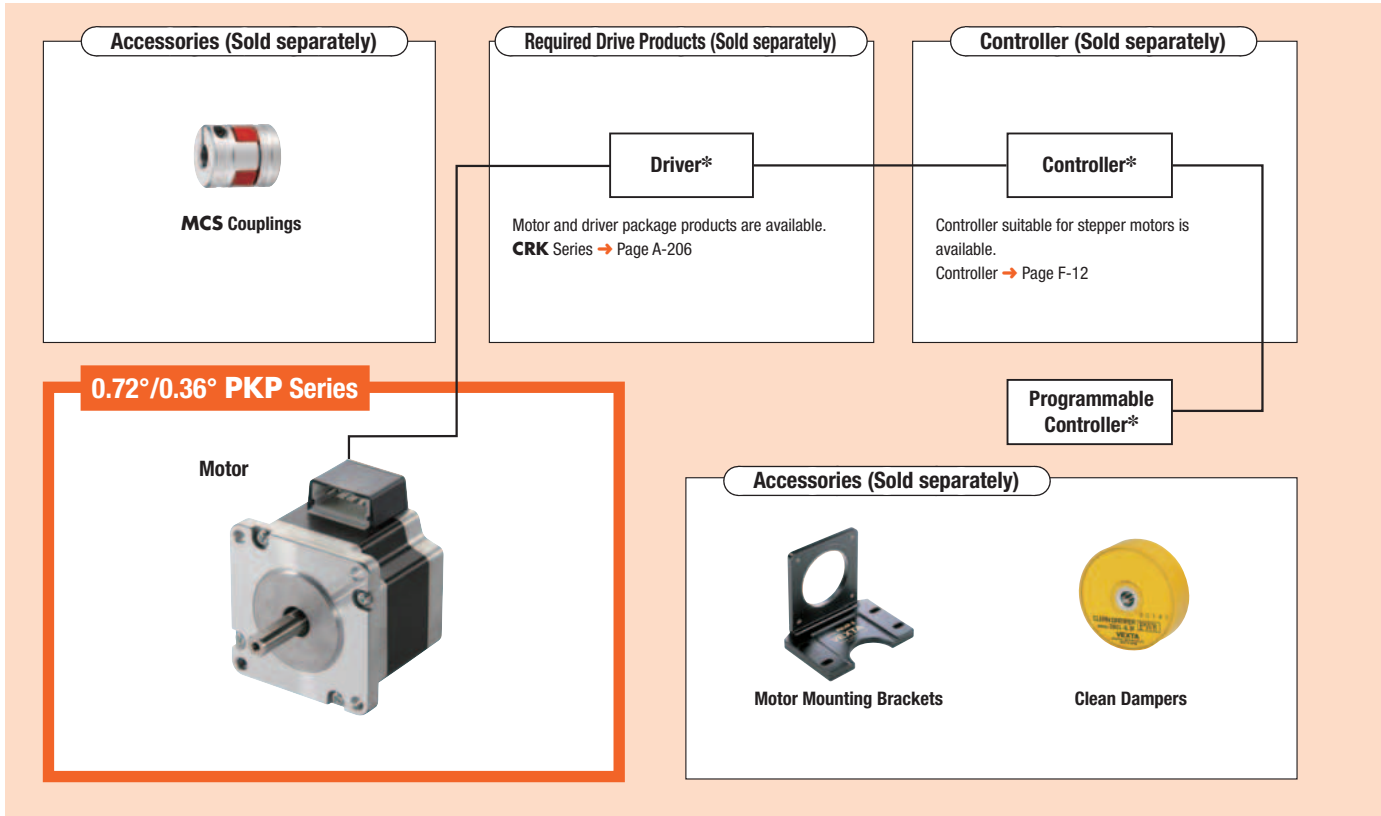 Accessories (Sold separately)
MCS Couplings
Required Drive Products (Sold separately)
Driver*
Motor and driver package products are available.
CRK Series ➜ Page A-206
Controller (Sold separately)
Controller*
Controller suitable for stepper motors is
available.
Controller ➜ Page F-12
Programmable
Controller*
0.72°/0.36° PKP Series
Motor
Accessories (Sold separately)
Motor Mounting Brackets
CLEAN DAMPER
VEXTA
Clean Dampers